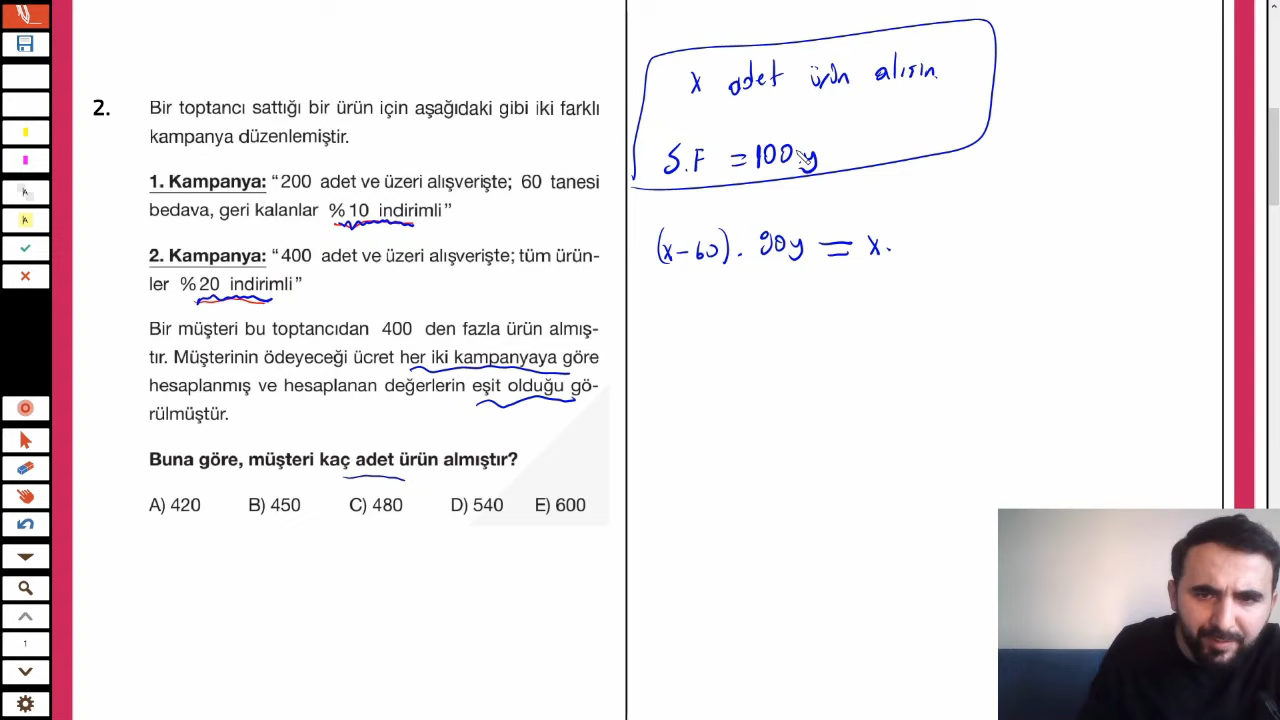 2.
Bir toptancı sattığı bir ürün için aşağıdaki gibi iki farklı
kampanya düzenlemiştir.
1. Kampanya: “200 adet ve üzeri alışverişte; 60 tanesi
bedava, geri kalanlar %10 indirimli”
2. Kampanya: “400 adet ve üzeri alışverişte; tüm ürün-
ler %20 indirimli”
Bir müşteri bu toptancıdan 400 den fazla ürün almış-
tır. Müşterinin ödeyeceği ücret her iki kampanyaya göre
hesaplanmış ve hesaplanan değerlerin eşit olduğu gö-
rülmüştür.
Buna göre, müşteri kaç adet ürün almıştır?
A) 420 B) 450 C) 480 D) 540 E) 600
x adet ürün alısın
S.F = 100y
(x-60). 90y = x.
1